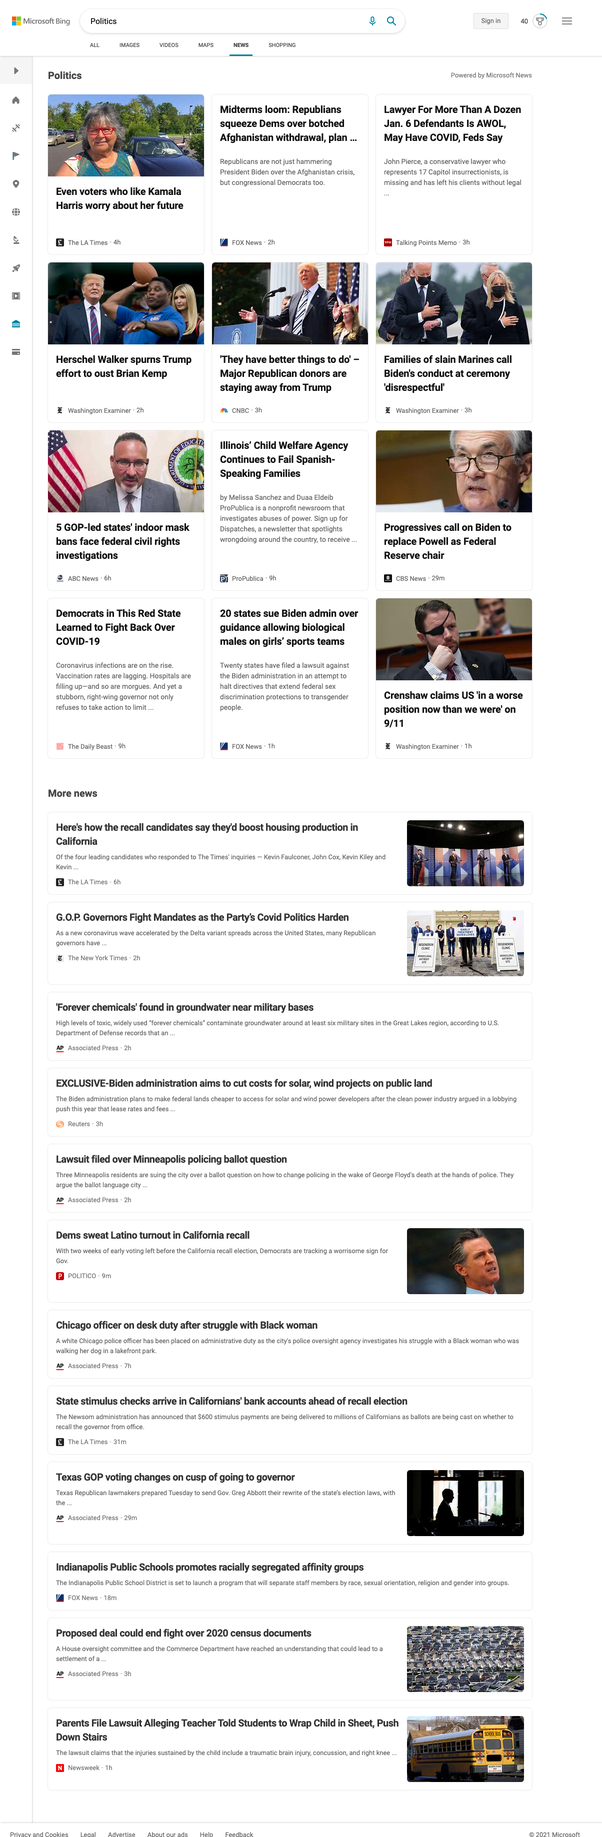 Microsoft Bing
Politics
Sign in
40
ALL IMAGES VIDEOS MAPS NEWS SHOPPING
Politics
Powered by Microsoft News
Even voters who like Kamala
Harris worry about her future
The LA Times · 4h
Midterms loom: Republians
squeeze Dems over botched
Afghanistan withdrawal, plan ...
Republicans are not just hammering
President Biden over the Afghanistan crisis,
but congressional Democrats too.
FOX News · 2h
Lawyer For More Than A Dozen
Jan. 6 Defendants Is AWOL,
May Have COVID, Feds Say
John Pierce, a conservative lawyer who
represents 17 Capitol insurrectionists, is
missing and has left his clients without legal
...
Talking Points Memo · 3h
Herschel Walker spurns Trump
effort to oust Brian Kemp
Washington Examiner · 2h
'They have better things to do' –
Major Republican donors are
staying away from Trump
CNBC · 3h
Families of slain Marines call
Biden's conduct at ceremony
'disrespectful'
Washington Examiner · 3h
5 GOP-led states' indoor mask
bans face federal civil rights
investigations
ABC News · 6h
Illinois' Child Welfare Agency
Continues to Fail Spanish-
Speaking Families
by Melissa Sanchez and Duaa Eldeib
ProPublica is a nonprofit newsroom that
investigates abuses of power. Sign up for
Dispatches, a newsletter that spotlights
wrongdoing around the country, to receive ...
ProPublica · 9h
Progressives call on Biden to
replace Powell as Federal
Reserve chair
CBS News · 29m
Democrats in This Red State
Learned to Fight Back Over
COVID-19
Coronavirus infections are on the rise.
Vaccination rates are lagging. Hospitals are
filling up—and so are morgues. And yet a
stubborn, right-wing governor not only
refuses to take action to limit ...
The Daily Beast · 9h
20 states sue Biden admin over
guidance allowing biological
males on girls' sports teams
Twenty states have filed a lawsuit against
the Biden administration in an attempt to
halt directives that extend federal sex
discrimination protections to transgender
people.
FOX News · 1h
Crenshaw claims US 'in a worse
position now than we were' on
9/11
Washington Examiner · 1h
More news
Here's how the recall candidates say they'd boost housing production in
California
Of the four leading candidates who responded to The Times' inquiries — Kevin Faulconer, John Cox, Kevin Kiley and
Kevin ...
The LA Times · 6h
G.O.P. Governors Fight Mandates as the Party's Covid Politics Harden
As a new coronavirus wave accelerated by the Delta variant spreads across the United States, many Republican
governors have ...
The New York Times · 2h
'Forever chemicals' found in groundwater near military bases
High levels of toxic, widely used "forever chemicals" contaminate groundwater around at least six military sites in the Great Lakes region, according to U.S.
Department of Defense records that an ...
AP Associated Press · 2h
EXCLUSIVE-Biden administration aims to cut costs for solar, wind projects on public land
The Biden administration plans to make federal lands cheaper to access for solar and wind power developers after the clean power industry argued in a lobbying
push this year that lease rates and fees ...
Reuters · 3h
Lawsuit filed over Minneapolis policing ballot question
Three Minneapolis residents are suing the city over a ballot question on how to change policing in the wake of George Floyd's death at the hands of police. They
argue the ballot language city ...
AP Associated Press · 2h
Dems sweat Latino turnout in California recall
With two weeks of early voting left before the California recall election, Democrats are tracking a worrisome sign for
Gov.
POLITICO · 9m
Chicago officer on desk duty after struggle with Black woman
A white Chicago police officer has been placed on administrative duty as the city's police oversight agency investigates his struggle with a Black woman who was
walking her dog in a lakefront park.
AP Associated Press · 7h
State stimulus checks arrive in Californians' bank accounts ahead of recall election
The Newsom administration has announced that $600 stimulus payments are being delivered to millions of Californians as ballots are being cast on whether to
recall the governor from office.
The LA Times · 31m
Texas GOP voting changes on cusp of going to governor
Texas Republican lawmakers prepared Tuesday to send Gov. Greg Abbott their rewrite of the state's election laws, with
the ...
AP Associated Press · 29m
Indianapolis Public Schools promotes racially segregated affinity groups
The Indianapolis Public School District is set to launch a program that will separate staff members by race, sexual orientation, religion and gender into groups.
FOX News · 18m
Proposed deal could end fight over 2020 census documents
A House oversight committee and the Commerce Department have reached an understanding that could lead to a
settlement of a ...
AP Associated Press · 3h
Parents File Lawsuit Alleging Teacher Told Students to Wrap Child in Sheet, Push
Down Stairs
The lawsuit claims that the injuries sustained by the child include a traumatic brain injury, concussion, and right knee ...
Newsweek · 1h
Privacy and Cookies Legal Advertise About our ads Help Feedback
© 2021 Microsoft